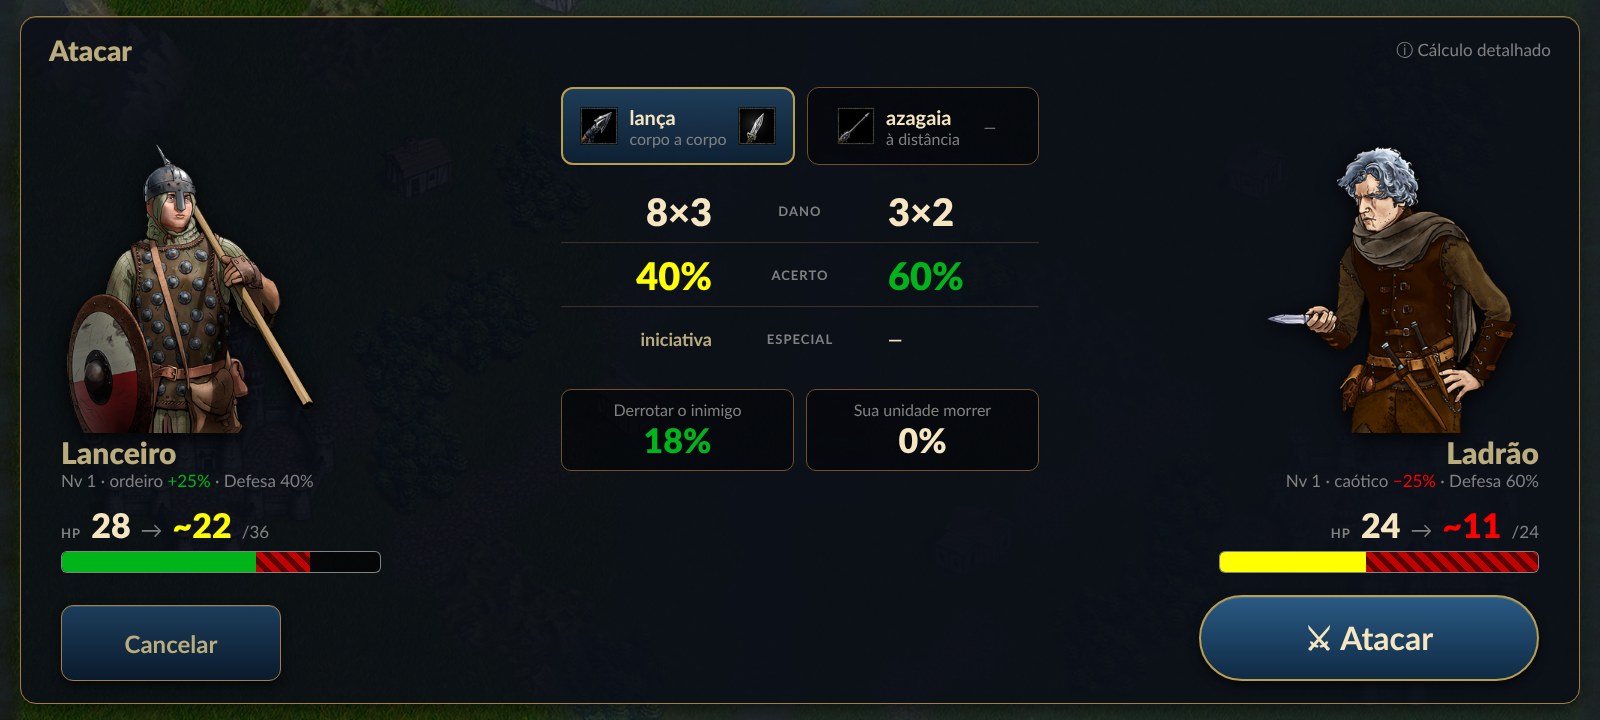 Atacar
ⓘ Cálculo detalhado
lança
corpo a corpo
azagaia
à distância
–
8×3 DANO 3×2
40% ACERTO 60%
iniciativa ESPECIAL –
Derrotar o inimigo
18%
Sua unidade morrer
0%
Lanceiro
Nv 1 · ordeiro +25% · Defesa 40%
HP 28 → ~22 /36
Ladrão
Nv 1 · caótico −25% · Defesa 60%
HP 24 → ~11 /24
Cancelar
⚔ Atacar